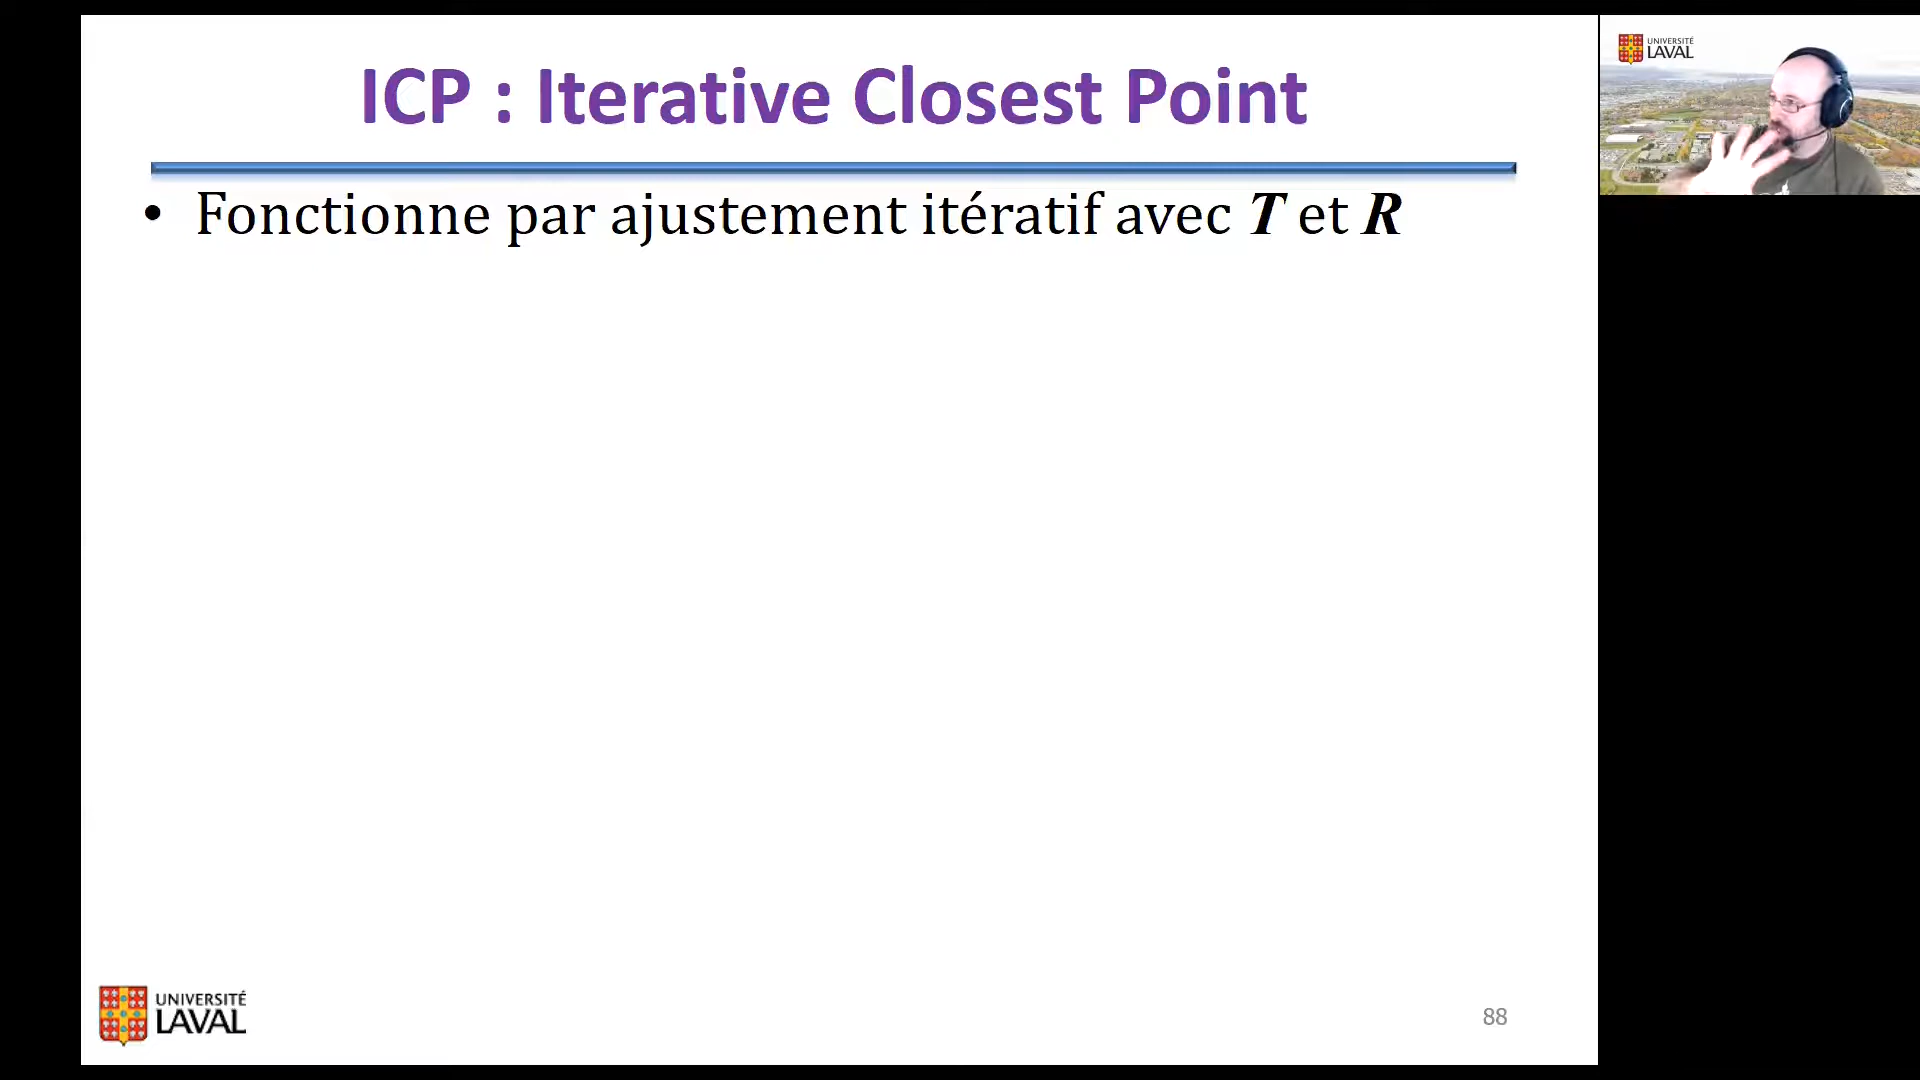 ICP : Iterative Closest Point
• Fonctionne par ajustement itératif avec T et R
UNIVERSITÉ
LAVAL
88
UNIVERSITÉ
LAVAL